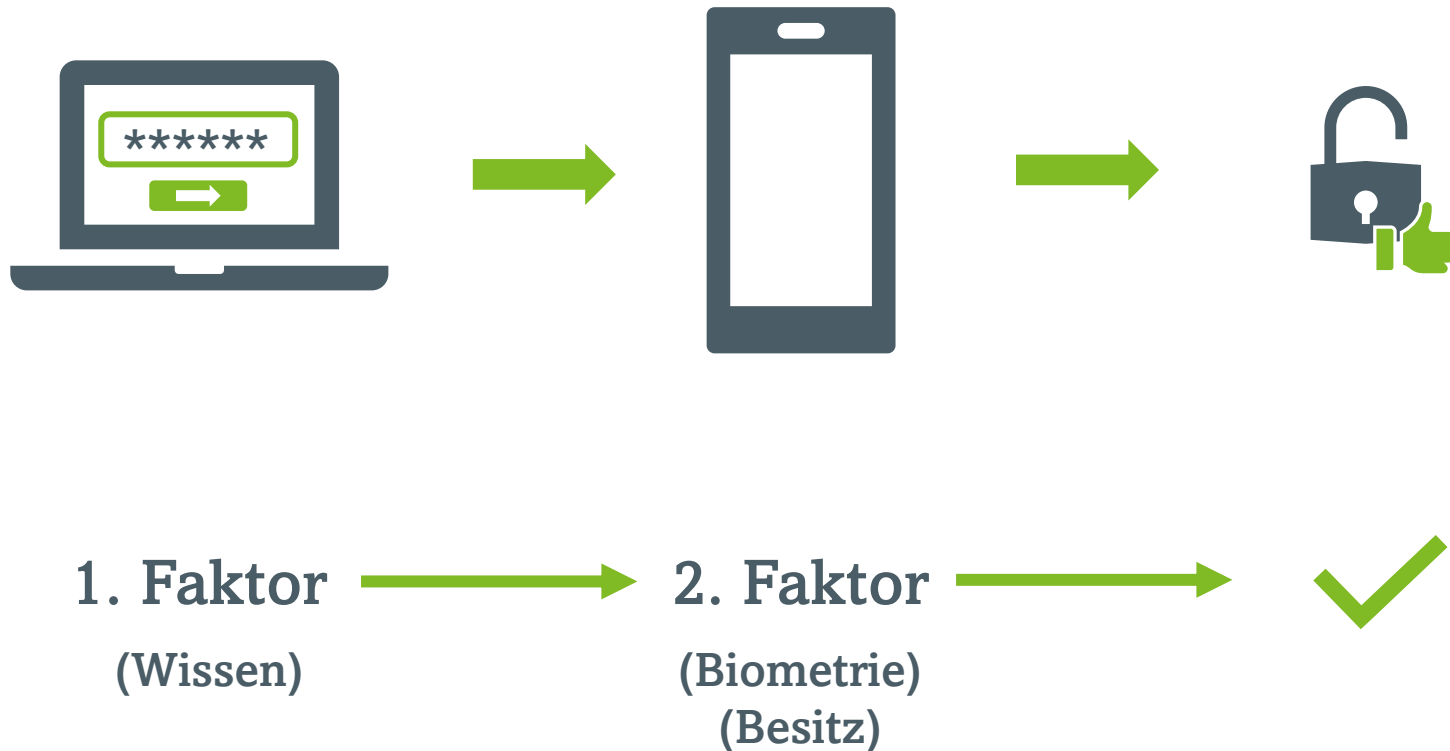 ******
1. Faktor
2. Faktor
(Wissen)
(Biometrie)
(Besitz)